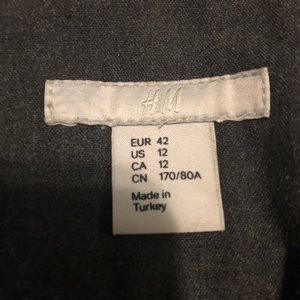 H&M
EUR 42
US 12
CA 12
CN 170/80A
Made in
Turkey